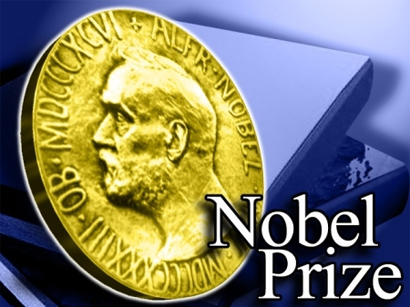 MDCCCXXXIII · OB · MDCCCXCVI + ALFR · NOBEL
Nobel
Prize